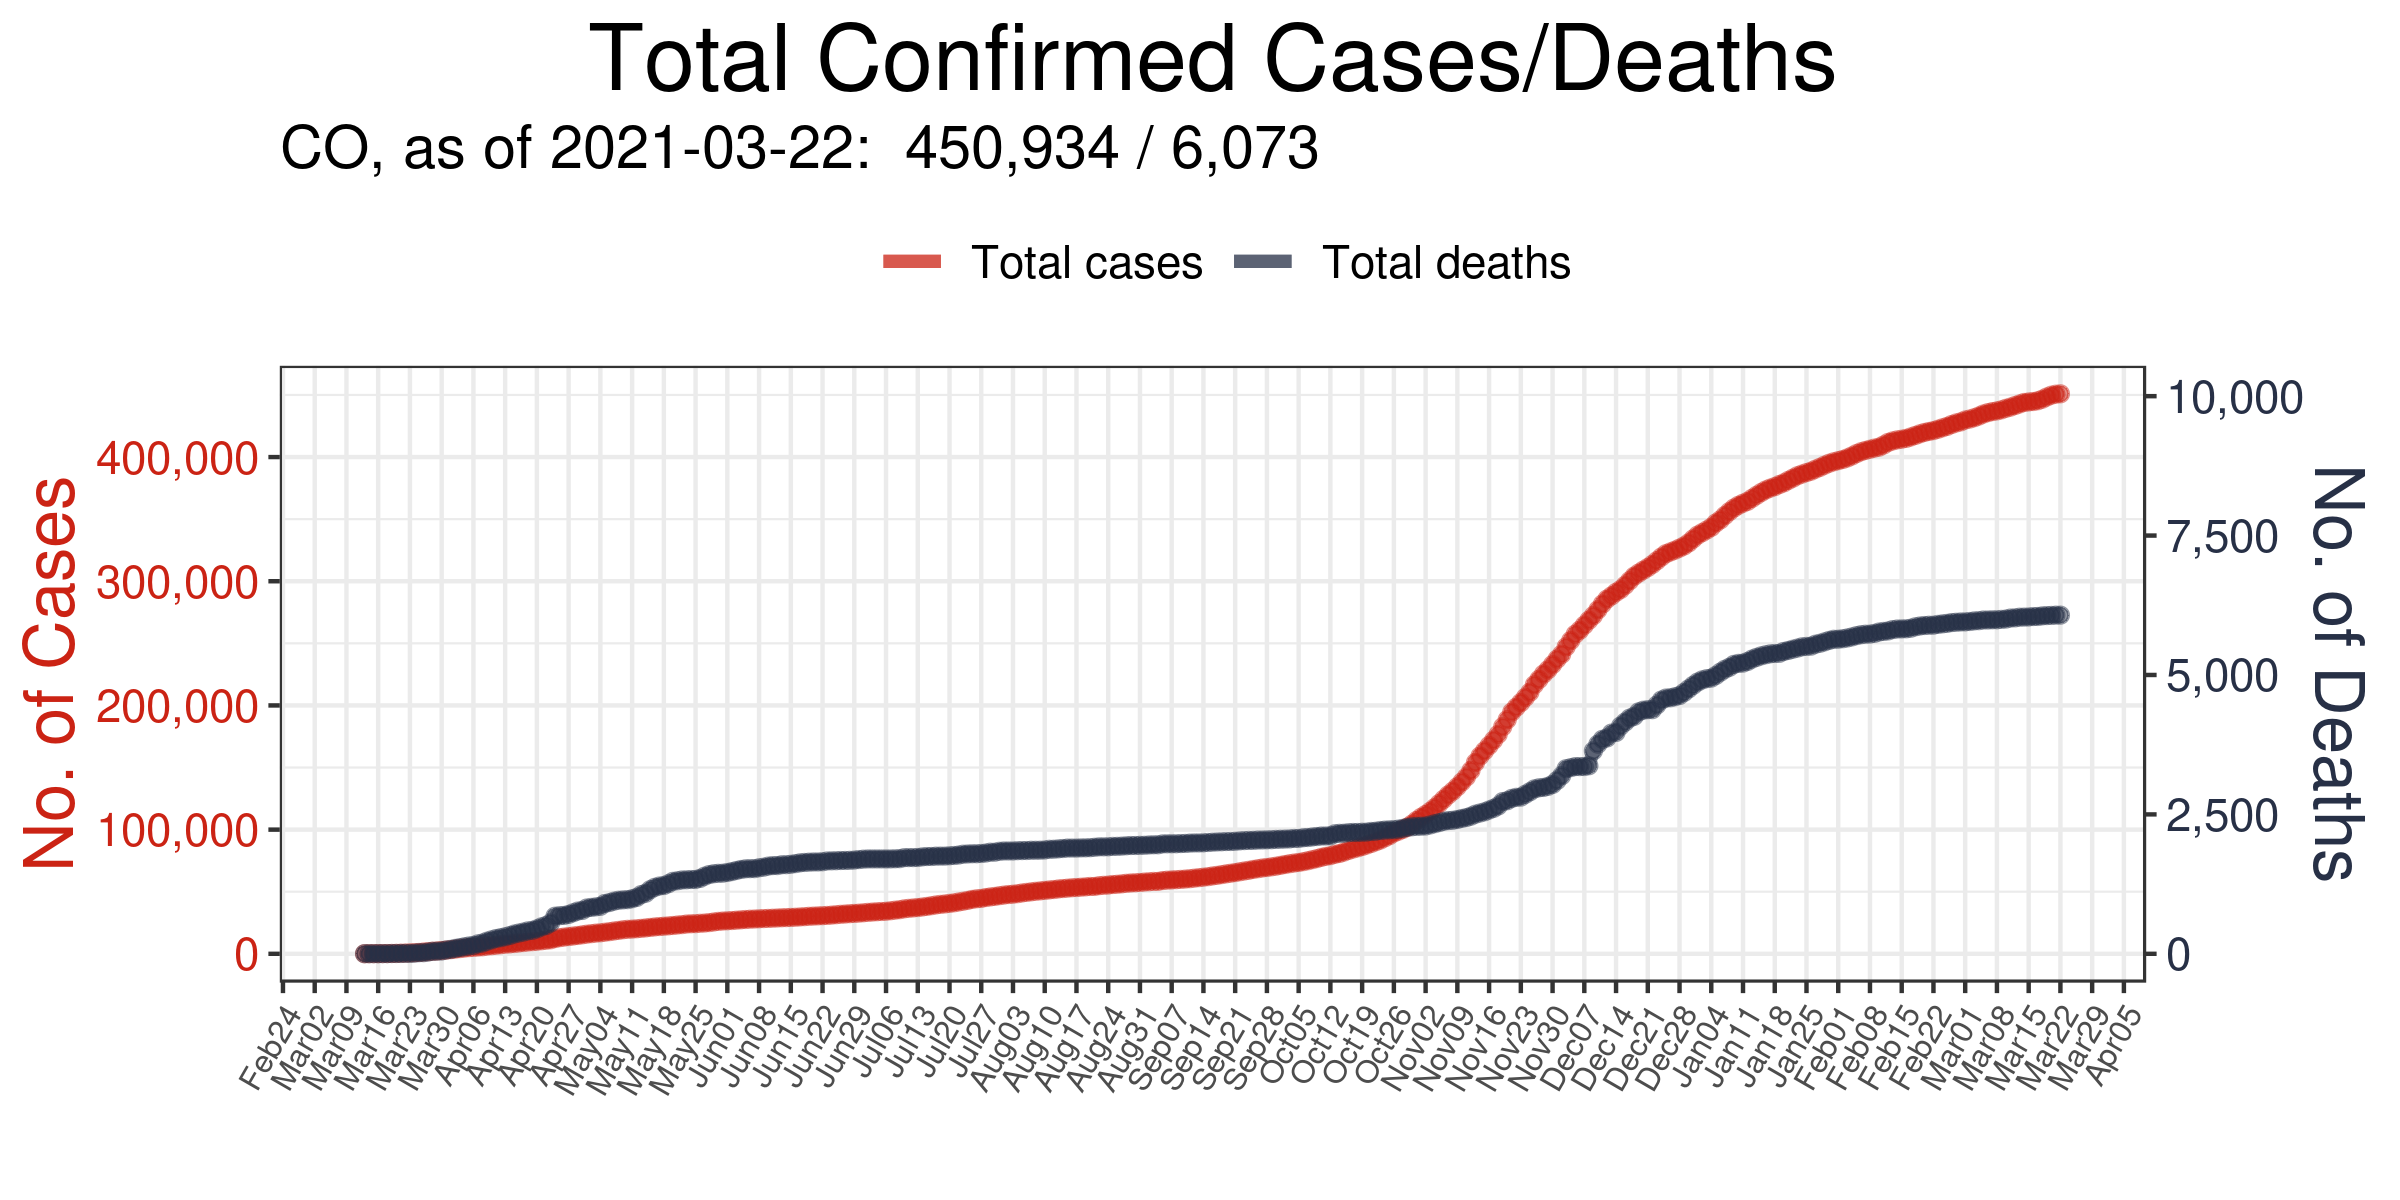 Total Confirmed Cases/Deaths
CO, as of 2021-03-22:  450,934 / 6,073
Total cases
Total deaths
No. of Cases
400,000
300,000
200,000
100,000
0
10,000
7,500
5,000
2,500
0
No. of Deaths
Feb24
Mar02
Mar09
Mar16
Mar23
Mar30
Apr06
Apr13
Apr20
Apr27
May04
May11
May18
May25
Jun01
Jun08
Jun15
Jun22
Jun29
Jul06
Jul13
Jul20
Jul27
Aug03
Aug10
Aug17
Aug24
Aug31
Sep07
Sep14
Sep21
Sep28
Oct05
Oct12
Oct19
Oct26
Nov02
Nov09
Nov16
Nov23
Nov30
Dec07
Dec14
Dec21
Dec28
Jan04
Jan11
Jan18
Jan25
Feb01
Feb08
Feb15
Feb22
Mar01
Mar08
Mar15
Mar22
Mar29
Apr05